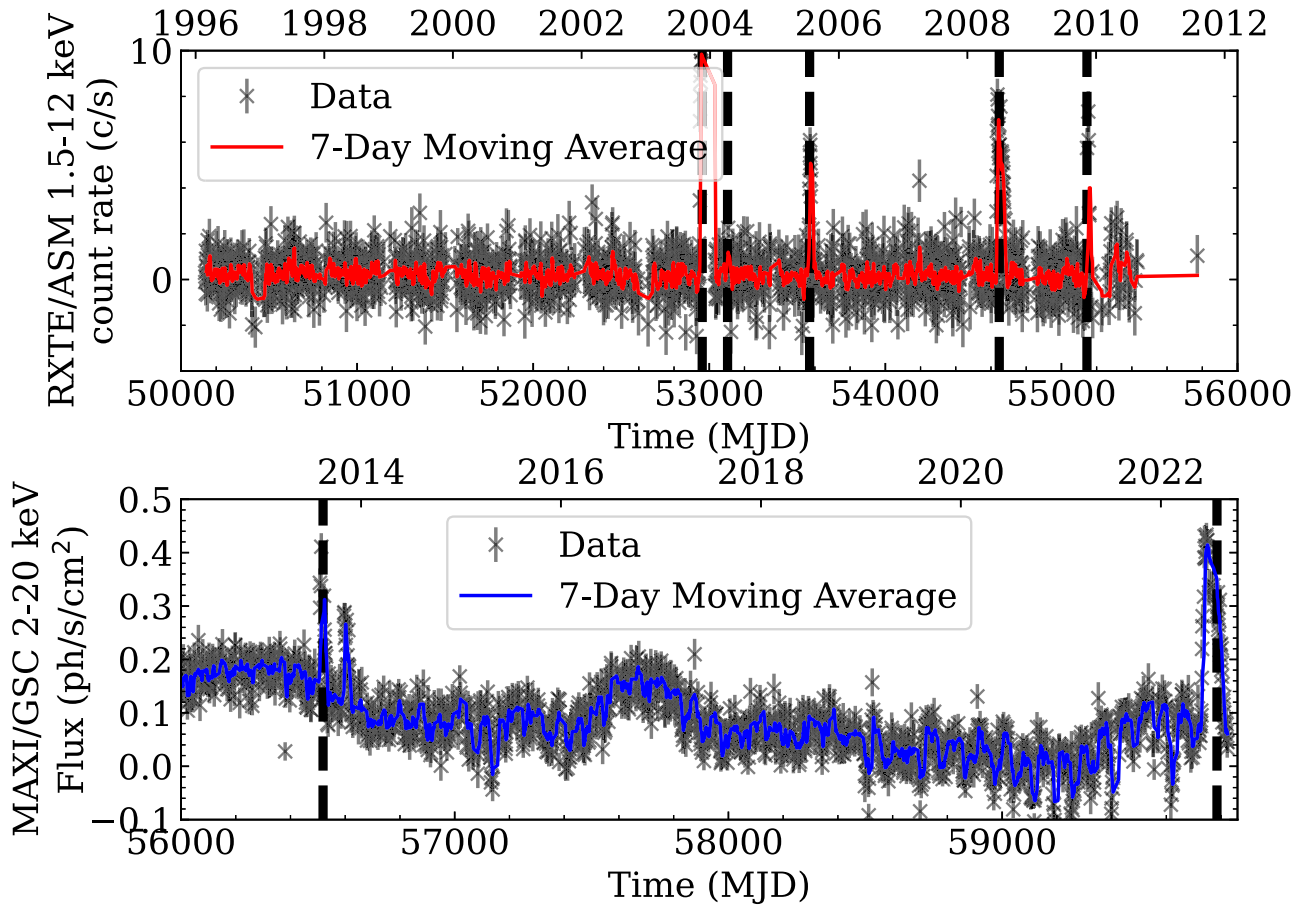 1996 1998 2000 2002 2004 2006 2008 2010 2012
RXTE/ASM 1.5-12 keV
count rate (c/s)
10
5
0
Data
7-Day Moving Average
50000 51000 52000 53000 54000 55000 56000
Time (MJD)
2014 2016 2018 2020 2022
MAXI/GSC 2-20 keV
Flux (ph/s/cm²)
0.5
0.4
0.3
0.2
0.1
0.0
−0.1
Data
7-Day Moving Average
56000 57000 58000 59000
Time (MJD)